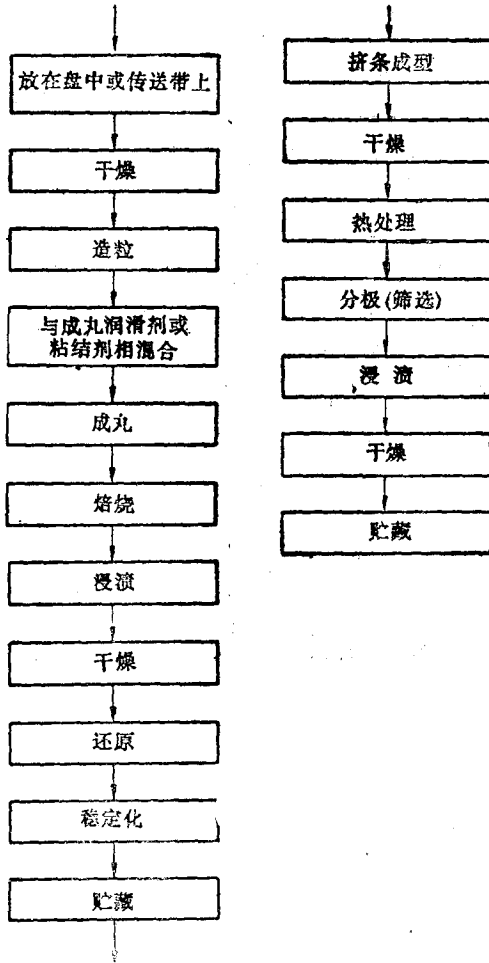 放在盘中或传送带上
干燥
造粒
与成丸润滑剂或
粘结剂相混合
成丸
焙烧
浸渍
干燥
还原
稳定化
贮藏
挤条成型
干燥
热处理
分极(筛选)
浸渍
干燥
贮藏